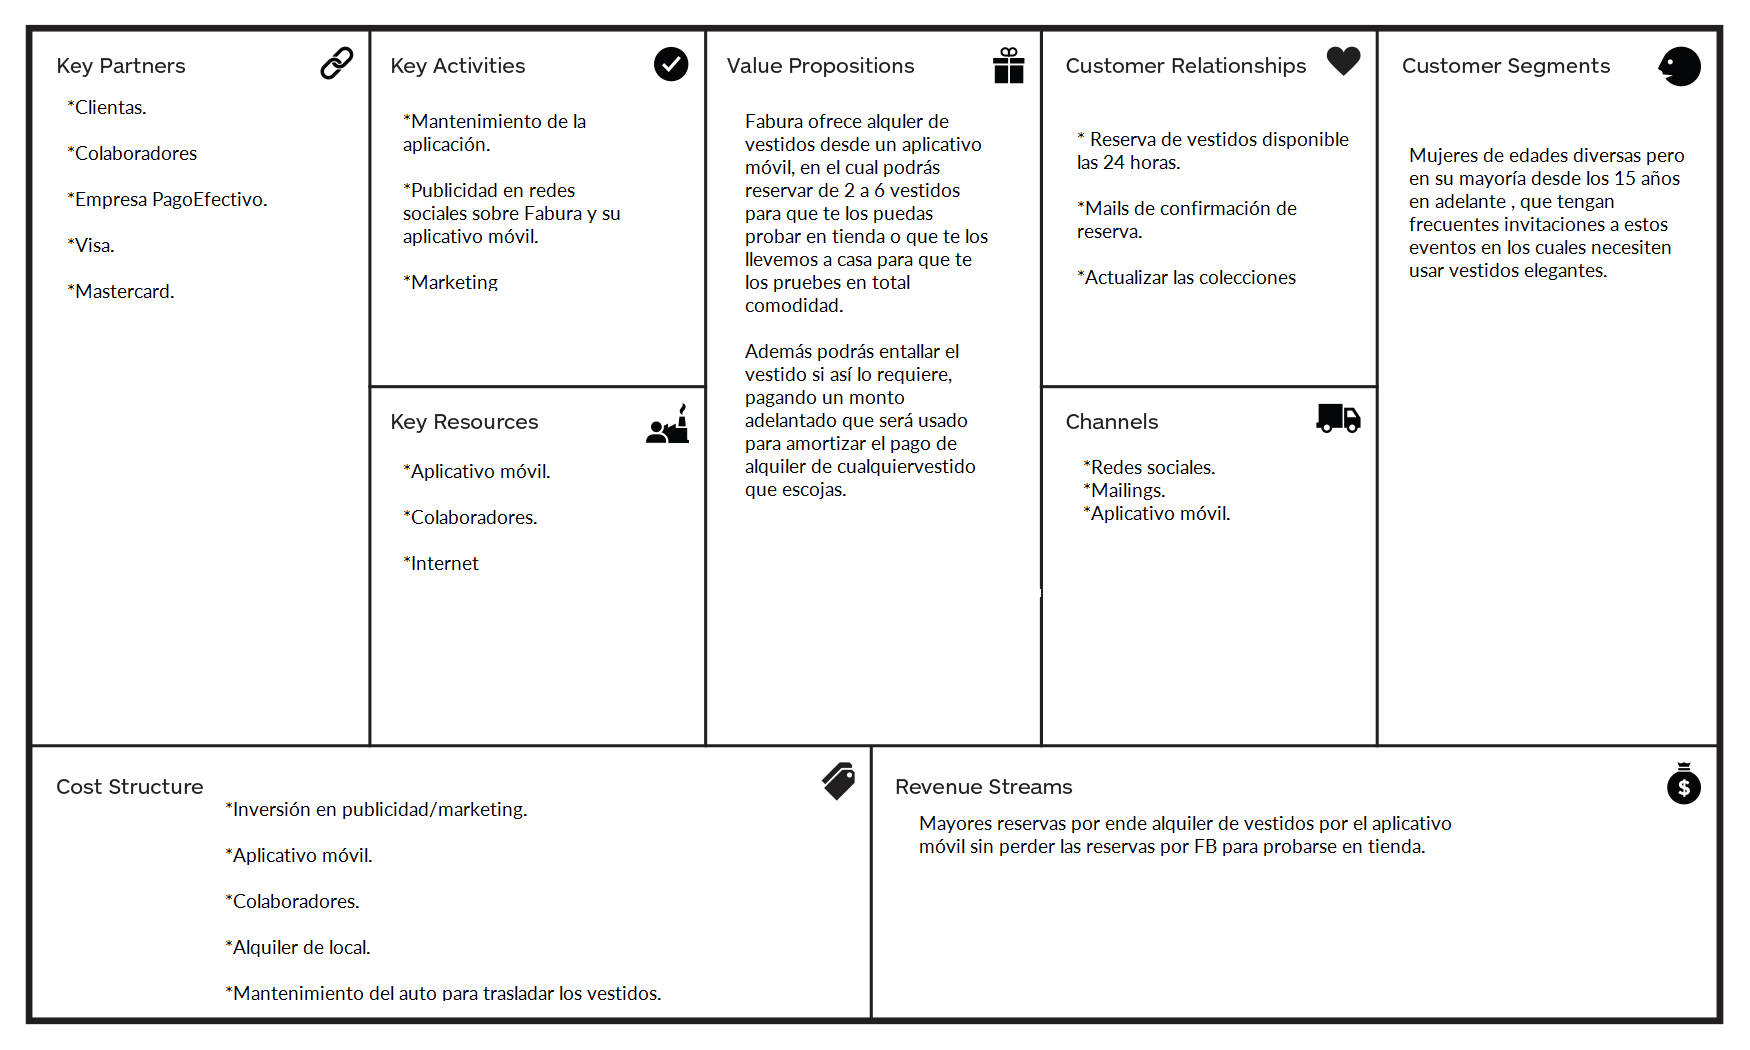 Key Partners
*Clientas.
*Colaboradores
*Empresa PagoEfectivo.
*Visa.
*Mastercard.
Key Activities
*Mantenimiento de la
aplicación.
*Publicidad en redes
sociales sobre Fabura y su
aplicativo móvil.
*Marketing
Key Resources
*Aplicativo móvil.
*Colaboradores.
*Internet
Value Propositions
Fabura ofrece alquler de
vestidos desde un aplicativo
móvil, en el cual podrás
reservar de 2 a 6 vestidos
para que te los puedas
probar en tienda o que te los
llevemos a casa para que te
los pruebes en total
comodidad.
Además podrás entallar el
vestido si así lo requiere,
pagando un monto
adelantado que será usado
para amortizar el pago de
alquiler de cualquiervestido
que escojas.
Customer Relationships
* Reserva de vestidos disponible
las 24 horas.
*Mails de confirmación de
reserva.
*Actualizar las colecciones
Channels
*Redes sociales.
*Mailings.
*Aplicativo móvil.
Customer Segments
Mujeres de edades diversas pero
en su mayoría desde los 15 años
en adelante , que tengan
frecuentes invitaciones a estos
eventos en los cuales necesiten
usar vestidos elegantes.
Cost Structure
*Inversión en publicidad/marketing.
*Aplicativo móvil.
*Colaboradores.
*Alquiler de local.
*Mantenimiento del auto para trasladar los vestidos.
Revenue Streams
$
Mayores reservas por ende alquiler de vestidos por el aplicativo
móvil sin perder las reservas por FB para probarse en tienda.